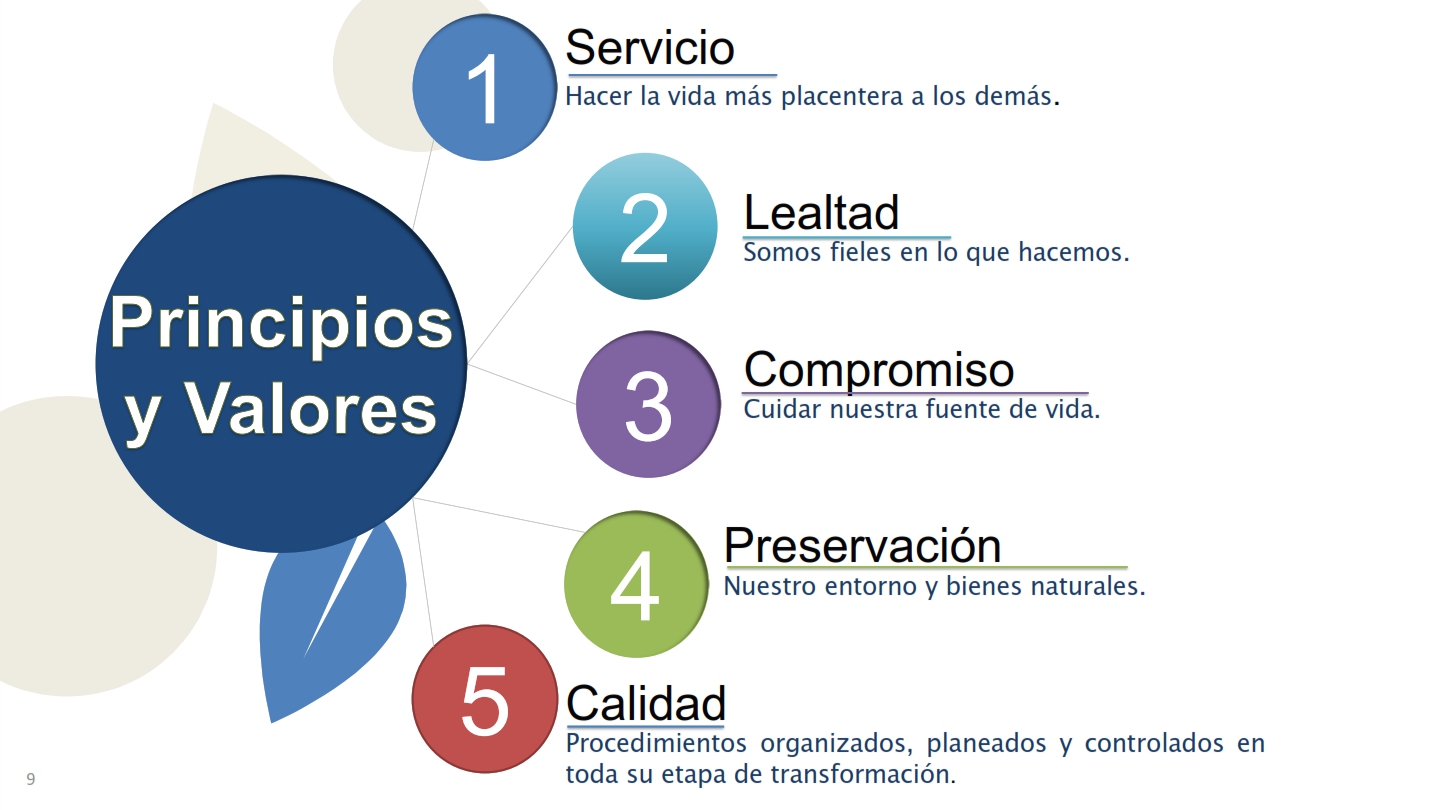 Principios
y Valores
1
Servicio
Hacer la vida más placentera a los demás.
2
Lealtad
Somos fieles en lo que hacemos.
3
Compromiso
Cuidar nuestra fuente de vida.
4
Preservación
Nuestro entorno y bienes naturales.
5
Calidad
Procedimientos organizados, planeados y controlados en
toda su etapa de transformación.
9